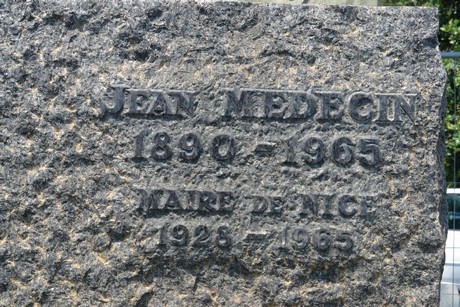 JEAN MEDECIN
1890 - 1965
MAIRE DE NICE
1928 - 1965